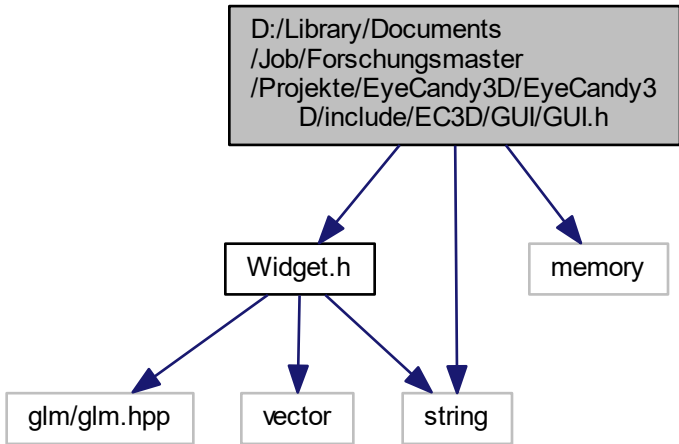 D:/Library/Documents
/Job/Forschungsmaster
/Projekte/EyeCandy3D/EyeCandy3
D/include/EC3D/GUI/GUI.h
Widget.h
memory
glm/glm.hpp
vector
string